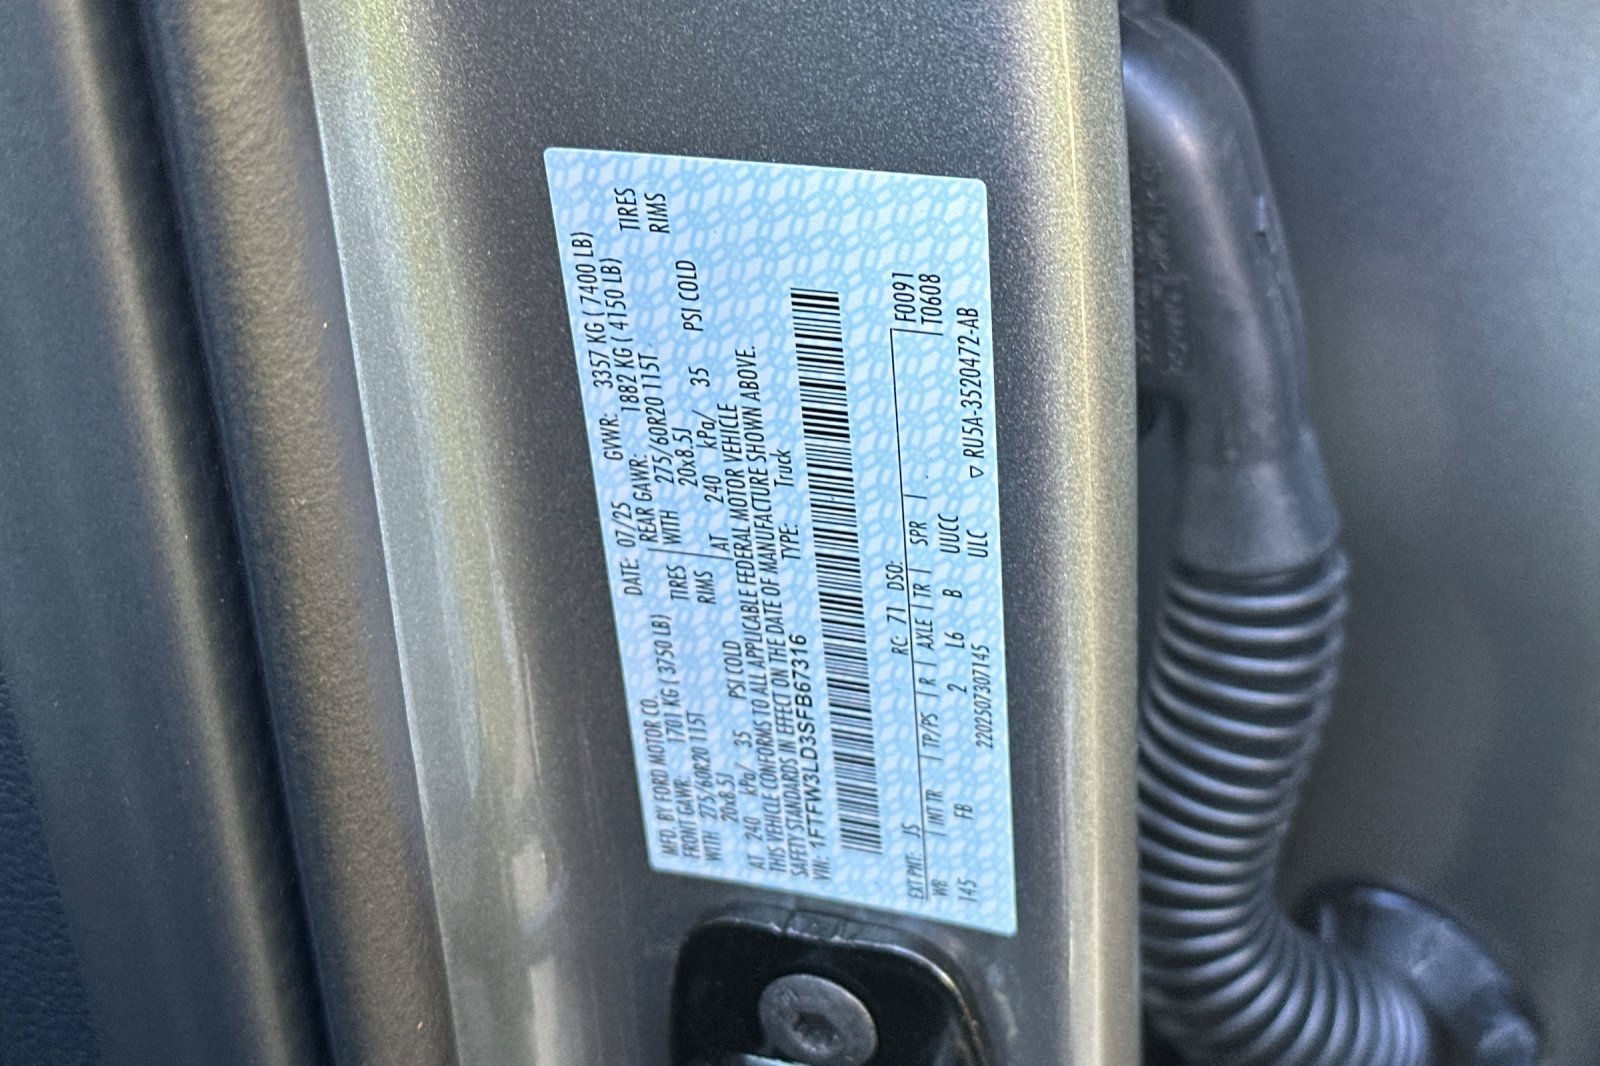 MFD. BY FORD MOTOR CO. DATE: 07/25 GVWR: 3357 KG ( 7400 LB)
FRONT GAWR: 1701 KG ( 3750 LB) REAR GAWR: 1882 KG ( 4150 LB)
WITH 275/60R20 115T TIRES WITH 275/60R20 115T TIRES
20x8.5J RIMS 20x8.5J RIMS
AT 240 kPa/ 35 PSI COLD AT 240 kPa/ 35 PSI COLD
THIS VEHICLE CONFORMS TO ALL APPLICABLE FEDERAL MOTOR VEHICLE
SAFETY STANDARDS IN EFFECT ON THE DATE OF MANUFACTURE SHOWN ABOVE.
VIN: 1FTFW3LD3SFB67316 TYPE: Truck
EXT PNT: JS RC: 71 DSO: F0091
WB INT TR TP/PS R AXLE TR SPR T0608
145 FB 2 L6 B UUCC
2202507307145 ULC ▽ RU5A-3520472-AB